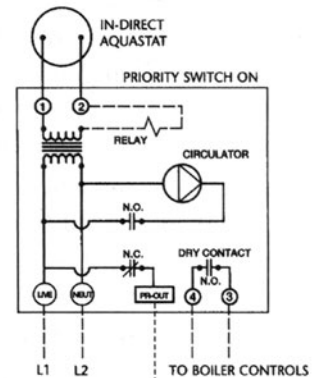 IN-DIRECT
AQUASTAT
PRIORITY SWITCH ON
1 2
RELAY
CIRCULATOR
N.O.
N.C. DRY CONTACT
N.O.
LIVE NEUT PR-OUT 4 3
L1 L2 TO BOILER CONTROLS